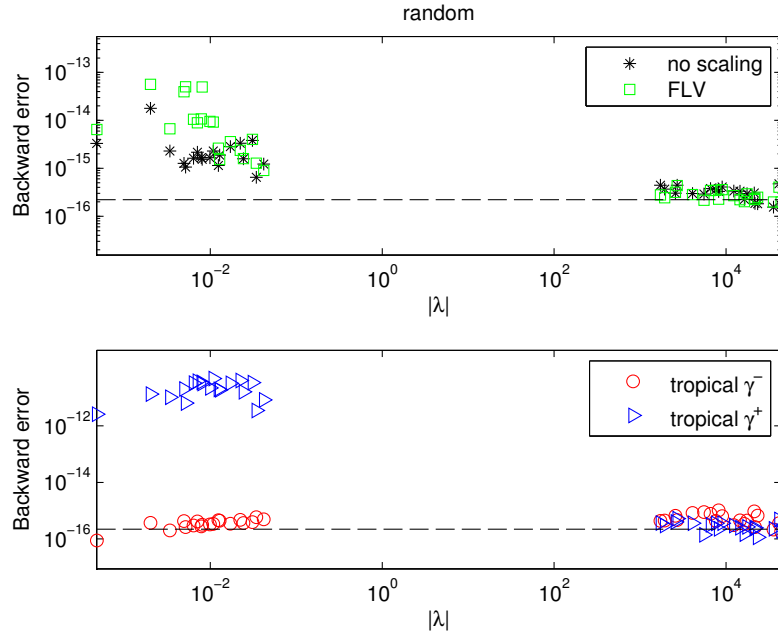 random
Backward error
10^-13
10^-14
10^-15
10^-16
no scaling
FLV
10^-2 10^0 10^2 10^4
|λ|
Backward error
10^-12
10^-14
10^-16
tropical γ^-
tropical γ^+
10^-2 10^0 10^2 10^4
|λ|